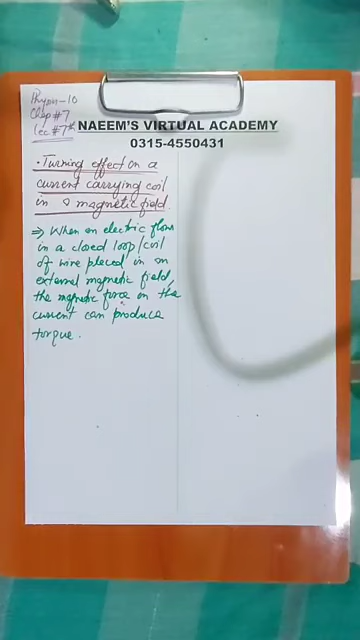 Physics-10
Chap#7
Lec#7*
NAEEM'S VIRTUAL ACADEMY
0315-4550431
• Turning effect on a
current carrying coil
in a magnetic field.
⇒ When an electric flows
in a closed loop/coil
of wire placed in an
external magnetic field,
the magnetic force on the
current can produce
torque.